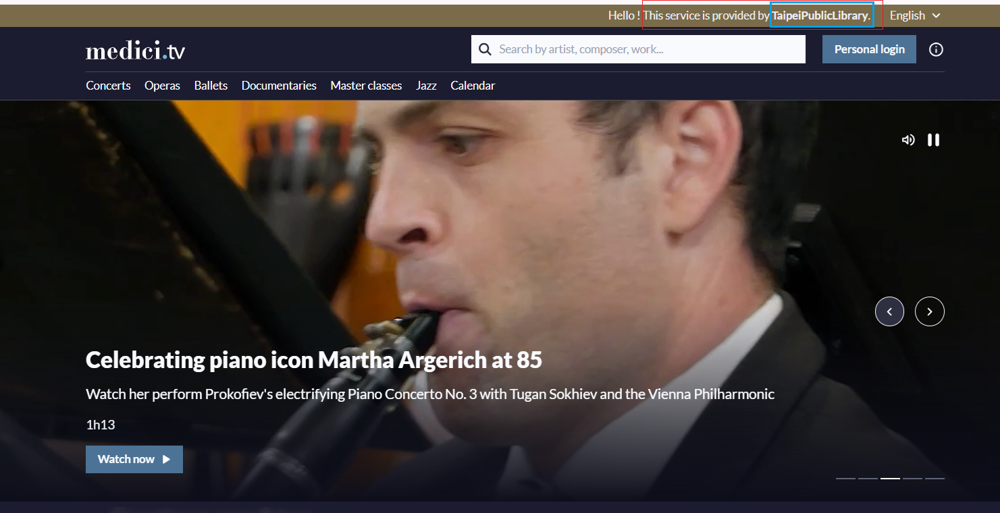 Hello ! This service is provided by TaipeiPublicLibrary. English
medici.tv
Search by artist, composer, work...
Personal login
Concerts Operas Ballets Documentaries Master classes Jazz Calendar
Celebrating piano icon Martha Argerich at 85
Watch her perform Prokofiev's electrifying Piano Concerto No. 3 with Tugan Sokhiev and the Vienna Philharmonic
1h13
Watch now